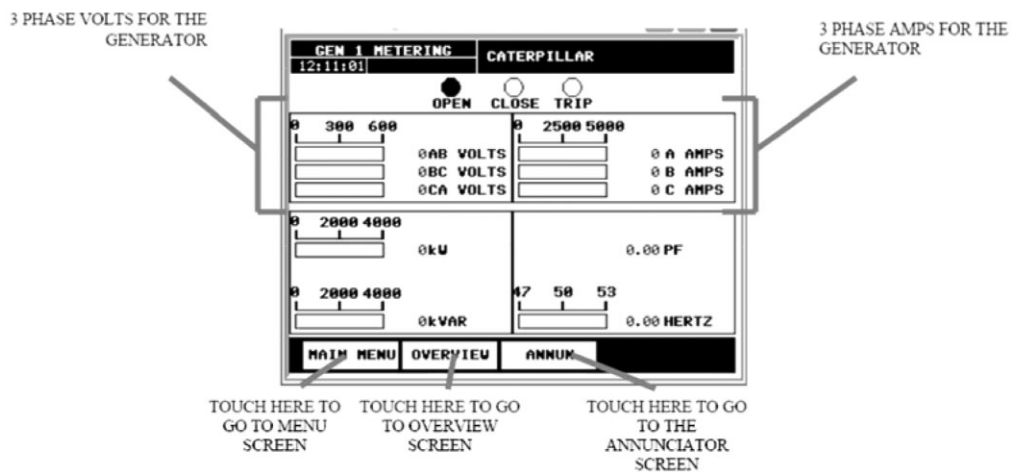 3 PHASE VOLTS FOR THE
GENERATOR
3 PHASE AMPS FOR THE
GENERATOR
GEN 1 METERING
CATERPILLAR
12:11:01
OPEN CLOSE TRIP
0 300 600
0 2500 5000
0AB VOLTS
0BC VOLTS
0CA VOLTS
0 A AMPS
0 B AMPS
0 C AMPS
0 2000 4000
0kW
0.00 PF
0 2000 4000
0kVAR
47 50 53
0.00 HERTZ
MAIN MENU OVERVIEW ANNUN
TOUCH HERE TO
GO TO MENU
SCREEN
TOUCH HERE TO GO
TO OVERVIEW
SCREEN
TOUCH HERE TO GO
TO THE
ANNUNCIATOR
SCREEN